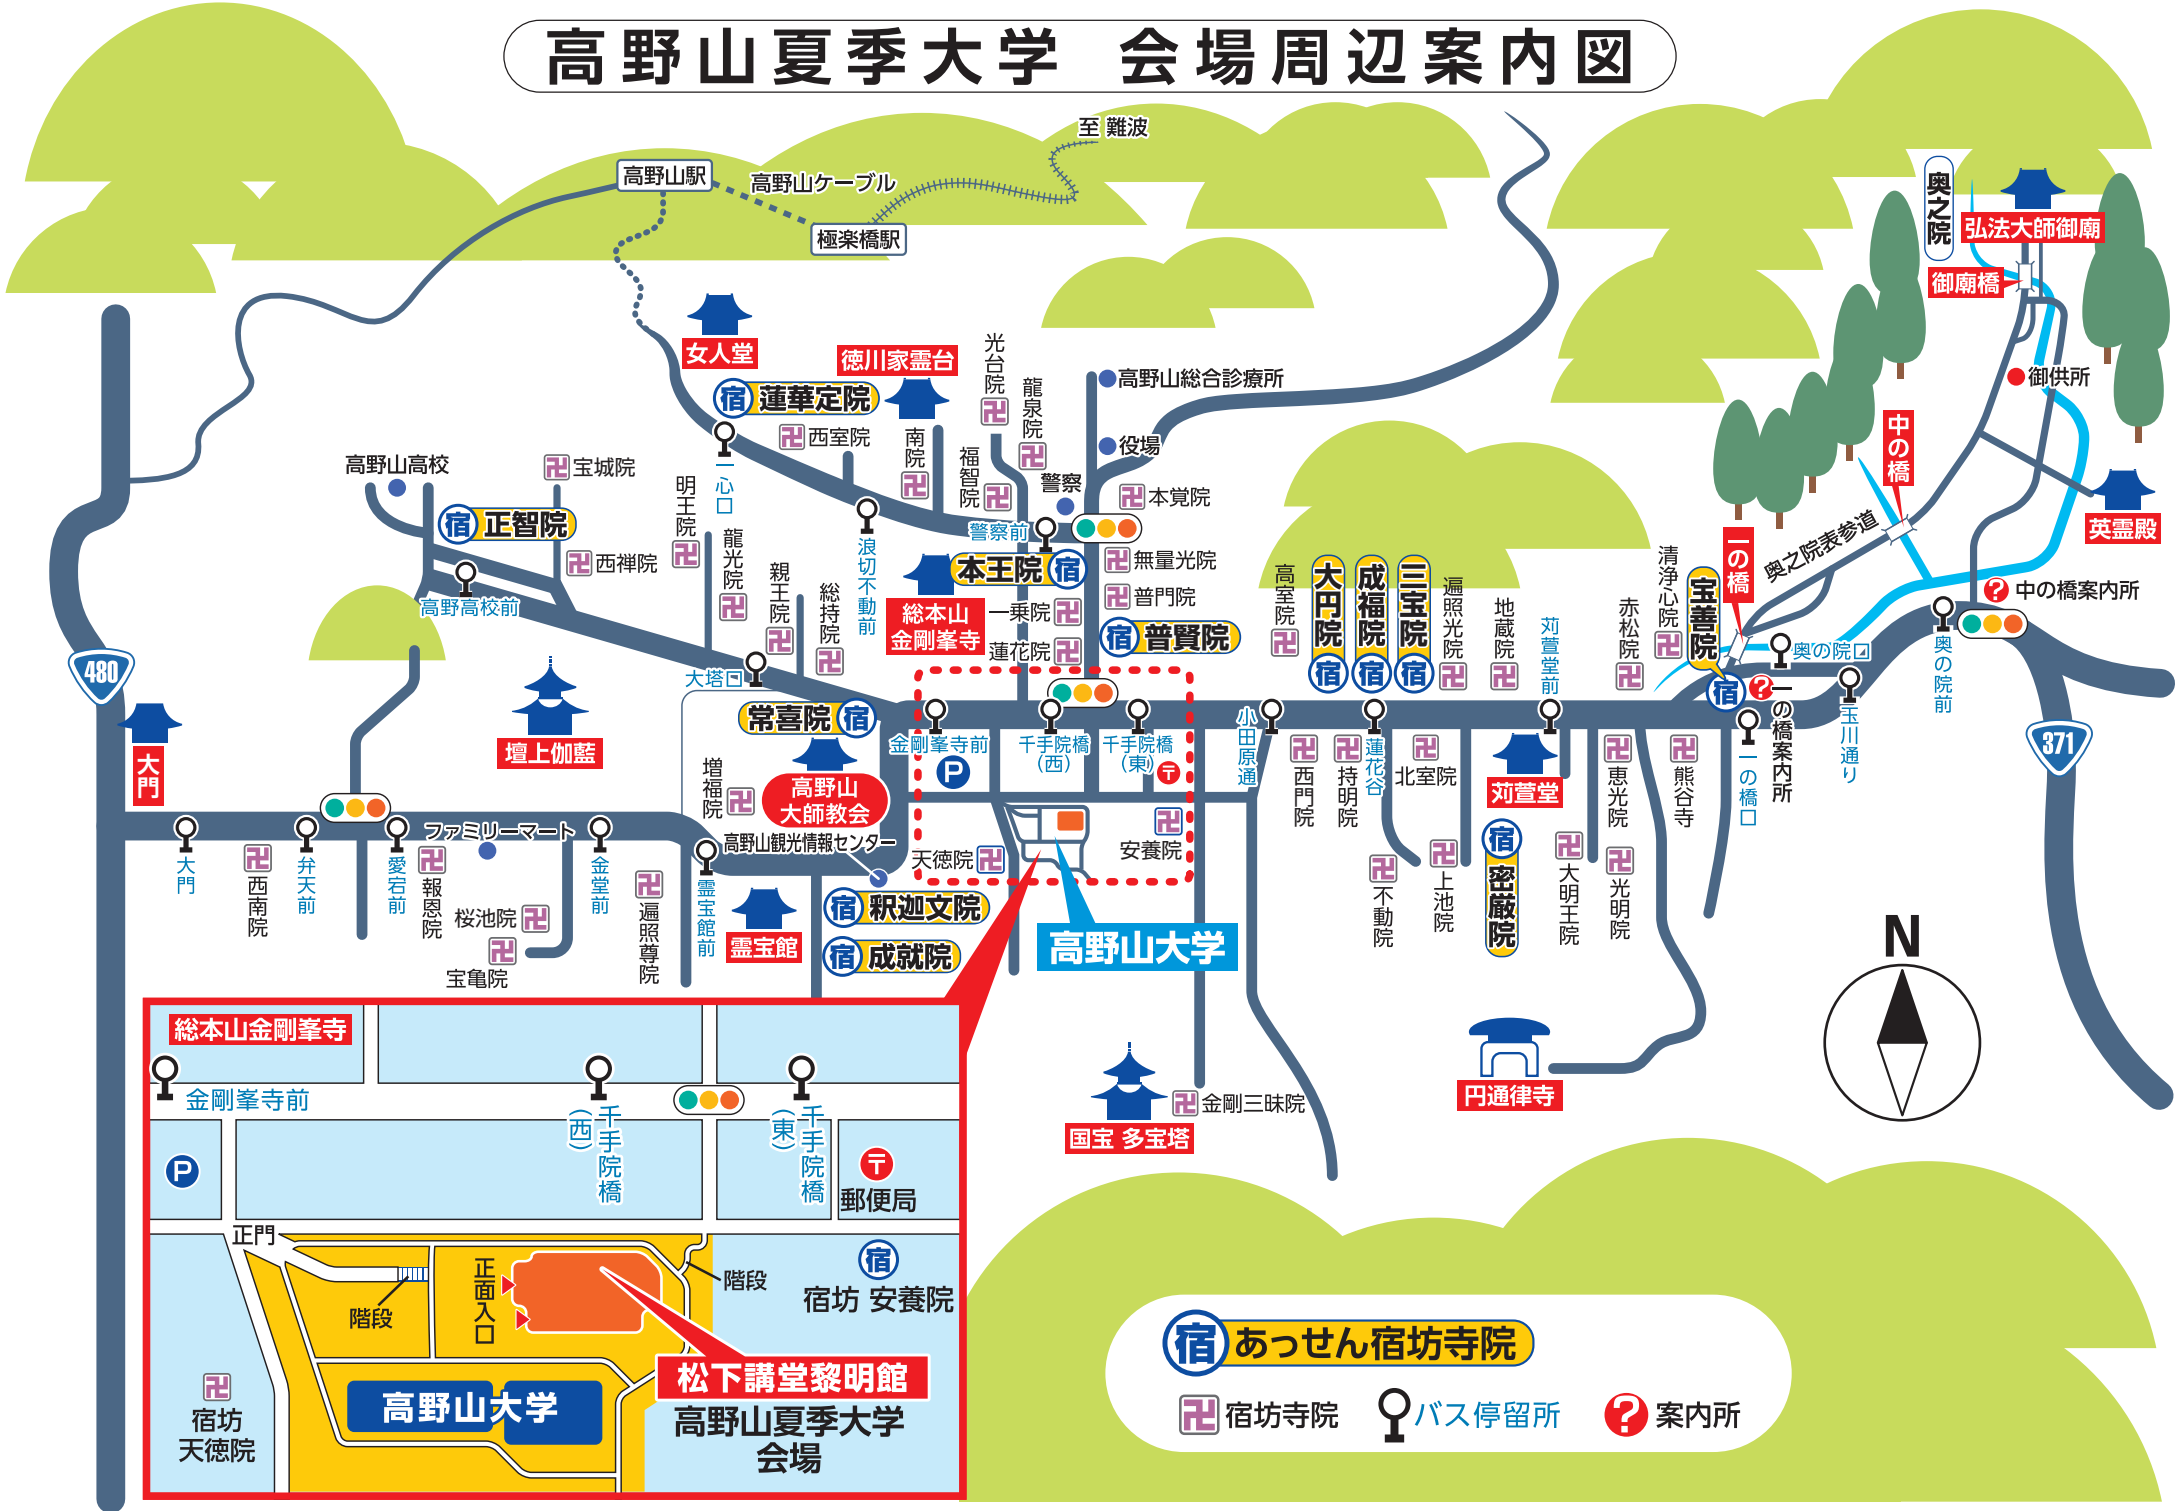 高野山夏季大学 会場周辺案内図
至 難波
高野山駅
高野山ケーブル
極楽橋駅
奥之院
弘法大師御廟
御廟橋
御供所
中の橋
英霊殿
奥之院表参道
一の橋
中の橋案内所
女人堂
徳川家霊台
光台院
龍泉院
高野山総合診療所
宿 蓮華定院
西室院
南院
福智院
警察
役場
本覚院
一心口
高野山高校
宝城院
宿 正智院
西禅院
明王院
龍光院
親王院
総持院
浪切不動前
警察前
本王院 宿
総本山
金剛峯寺
無量光院
普門院
一乗院
蓮花院
宿 普賢院
高野高校前
大塔口
480
大門
壇上伽藍
常喜院 宿
増福院
高野山
大師教会
高野山観光情報センター
金剛峯寺前
P
千手院橋
（西）
千手院橋
（東）
〒
小田原通
高室院
大円院 宿
成福院 宿
三宝院 宿
遍照光院
地蔵院
苅萱堂前
赤松院
清浄心院
宝善院 宿
奥の院口
一の橋案内所
玉川通り
奥の院前
371
大門
西南院
弁天前
愛宕前
ファミリーマート
報恩院
桜池院
宝亀院
金堂前
遍照尊院
霊宝館前
霊宝館
宿 釈迦文院
宿 成就院
天徳院
安養院
高野山大学
西門院
持明院
蓮花谷
北室院
苅萱堂
恵光院
熊谷寺
一の橋口
不動院
上池院
宿 密厳院
大明王院
光明院
円通律寺
国宝 多宝塔
金剛三昧院
N
総本山金剛峯寺
金剛峯寺前
千手院橋
（西）
千手院橋
（東）
P
〒
郵便局
正門
階段
正面入口
階段
宿
宿坊 安養院
宿坊
天徳院
高野山大学
松下講堂黎明館
高野山夏季大学
会場
宿 あっせん宿坊寺院
卍 宿坊寺院
バス停留所
? 案内所